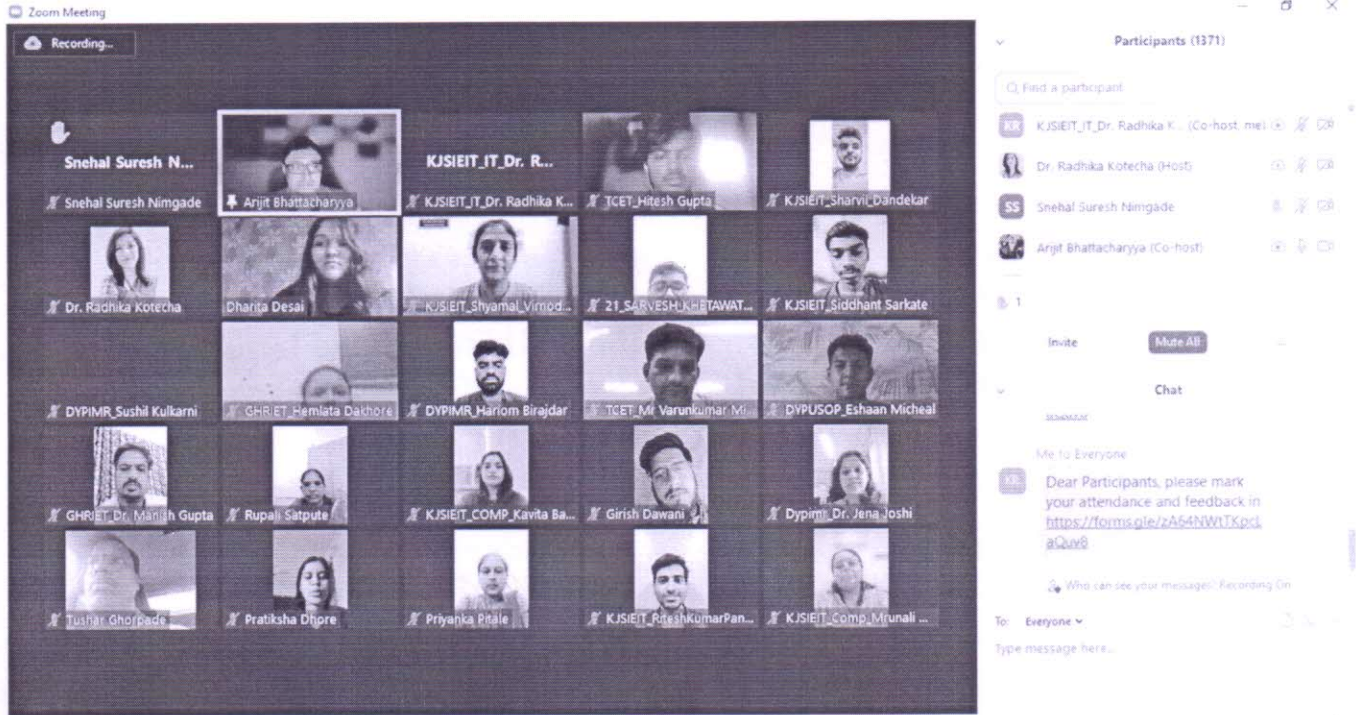 Zoom Meeting
Recording...
Snehal Suresh N...
Snehal Suresh Nimgade
Arijit Bhattacharyya
KJSIEIT_IT_Dr. R...
KJSIEIT_IT_Dr. Radhika K...
TCET_Hitesh Gupta
KJSIEIT_Sharvil_Dandekar
Dr. Radhika Kotecha
Dharita Desai
KJSIEIT_Shyamal_Virnod...
21_SARVESH_KHETAWAT...
KJSIEIT_Siddhant Sarkate
DYPIMR_Sushil Kulkarni
GHRIET_Hemlata Dakhore
DYPIMR_Hariom Birajdar
TCET_Mr Varunkumar Mi...
DYPUSOP_Eshaan Micheal
GHRIET_Dr. Manish Gupta
Rupali Satpute
KJSIEIT_COMP_Kavita Ba...
Girish Dawani
Dypimr_Dr. Jena Joshi
Tushar Ghorpade
Pratiksha Dhore
Priyanka Pitale
KJSIEIT_RiteshKumarPan...
KJSIEIT_Comp_Mrunali ...
Participants (1371)
Find a participant
KR KJSIEIT_IT_Dr. Radhika K... (Co-host, me)
Dr. Radhika Kotecha (Host)
SS Snehal Suresh Nimgade
Arijit Bhattacharyya (Co-host)
1
Invite
Mute All
Chat
Me to Everyone
Dear Participants, please mark
your attendance and feedback in
https://forms.gle/zA64NWtTKpcL
aQuv8
Who can see your messages? Recording On
To: Everyone
Type message here...